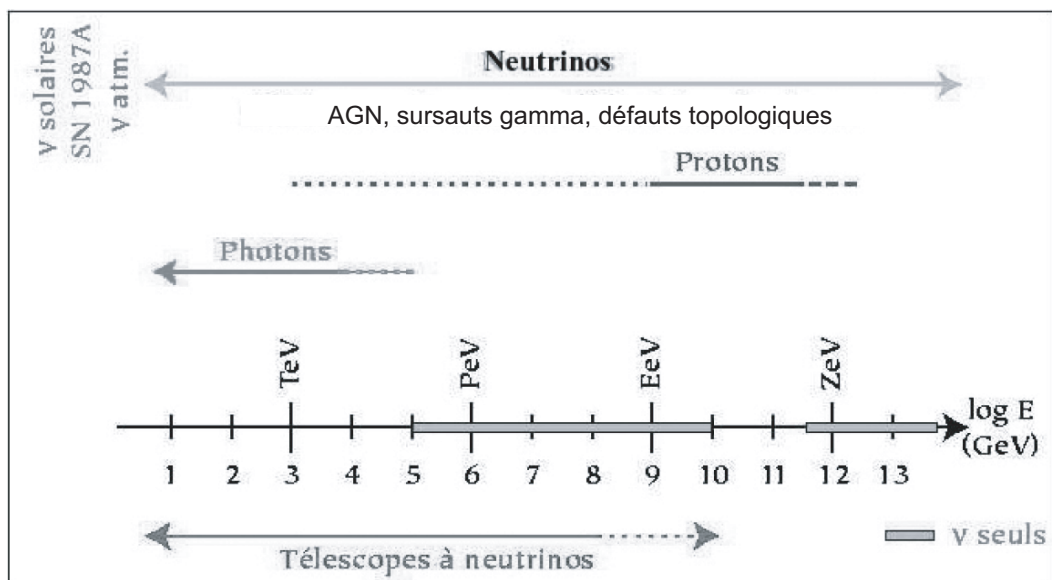 ν solaires
SN 1987A
ν atm.
Neutrinos
AGN, sursauts gamma, défauts topologiques
Protons
Photons
TeV PeV EeV ZeV
log E
(GeV)
1 2 3 4 5 6 7 8 9 10 11 12 13
Télescopes à neutrinos
ν seuls